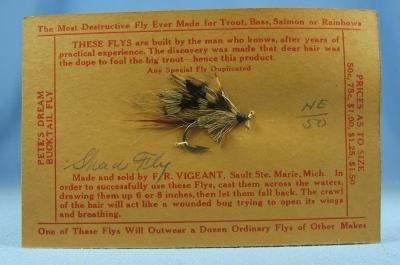 The Most Destructive Fly Ever Made for Trout, Bass, Salmon or Rainbows
THESE FLYS are built by the man who knows, after years of
practical experience. The discovery was made that dear hair was
the dope to fool the big trout—hence this product.
Any Special Fly Duplicated
PETE'S DREAM
BUCKTAIL FLY
PRICES AS TO SIZE
50c, 75c, $1.00, $1.25, $1.50
NE
50
Shad Fly
Made and sold by F. R. VIGEANT, Sault Ste. Marie, Mich. In
order to successfully use these Flys, cast them across the waters,
drawing them up 6 or 8 inches, then let them fall back. The crawl
of the hair will act like a wounded bug trying to open its wings
and breathing.
One of These Flys Will Outwear a Dozen Ordinary Flys of Other Makes